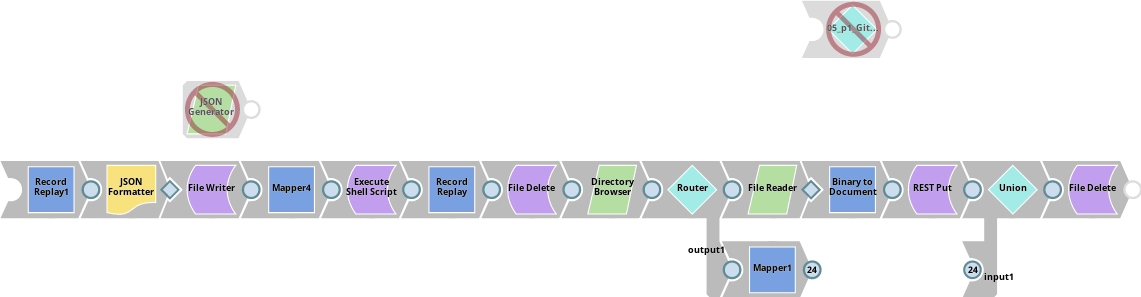 05_p1_Git...
JSON
Generator
Record
Replay1
JSON
Formatter
File Writer
Mapper4
Execute
Shell Script
Record
Replay
File Delete
Directory
Browser
Router
File Reader
Binary to
Document
REST Put
Union
File Delete
output1
Mapper1
24
24
input1